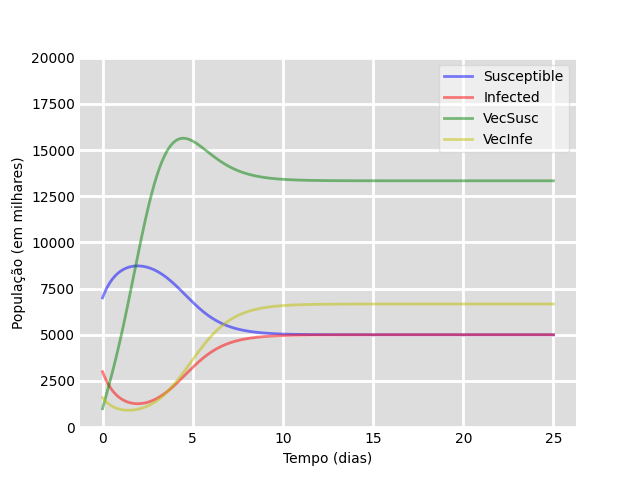 20000
17500
15000
12500
10000
7500
5000
2500
0
População (em milhares)
Susceptible
Infected
VecSusc
VecInfe
0 5 10 15 20 25
Tempo (dias)